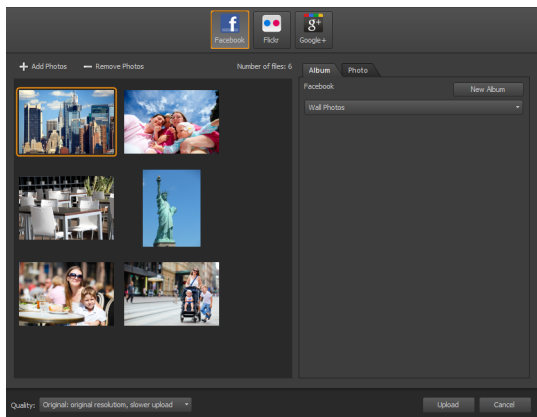 f
g+
Facebook
Flickr
Google+
Add Photos
Remove Photos
Number of files: 6
Album
Photo
Facebook
New Album
Wall Photos
Quality:
Original: original resolutiom, slower upload
Upload
Cancel